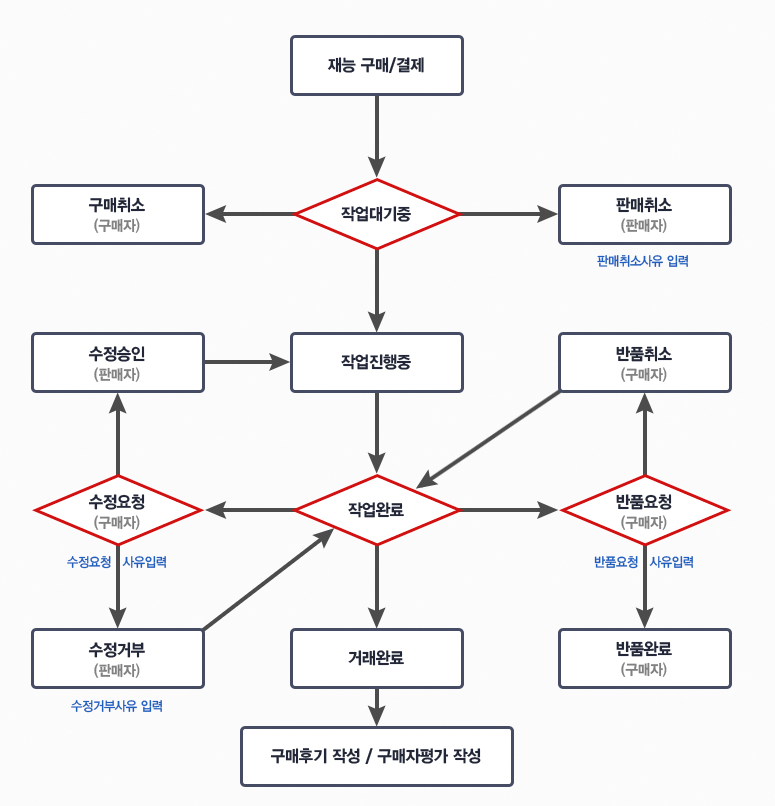 재능 구매/결제
구매취소
(구매자)
작업대기중
판매취소
(판매자)
판매취소사유 입력
수정승인
(판매자)
작업진행중
반품취소
(구매자)
수정요청
(구매자)
수정요청 사유입력
작업완료
반품요청
(구매자)
반품요청 사유입력
수정거부
(판매자)
수정거부사유 입력
거래완료
반품완료
(구매자)
구매후기 작성 / 구매자평가 작성